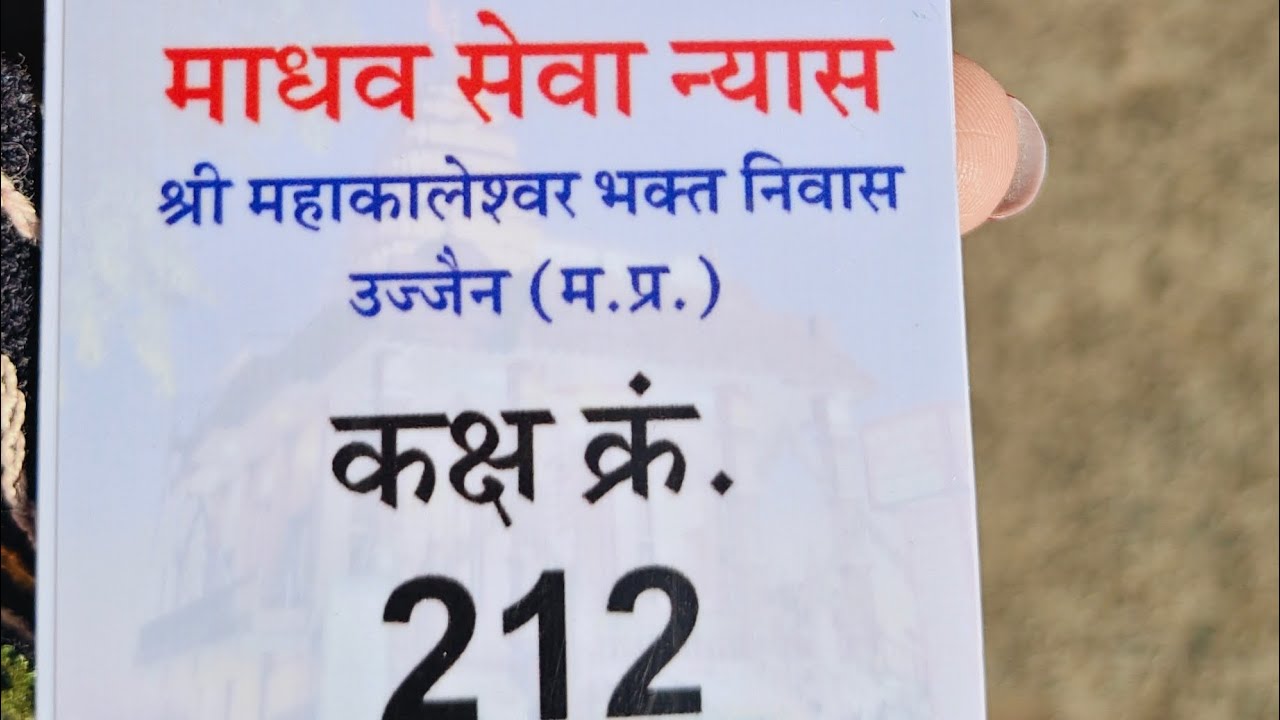 माधव सेवा न्यास
श्री महाकालेश्वर भक्त निवास
उज्जैन (म.प्र.)
कक्ष क्रं.
212